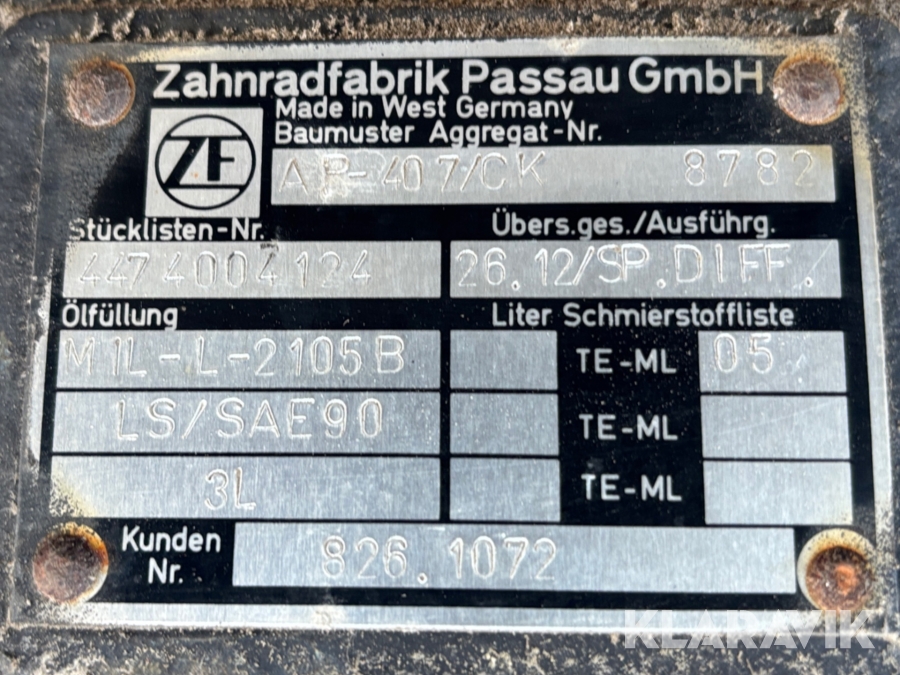 Zahnradfabrik Passau GmbH
Made in West Germany
Baumuster Aggregat-Nr.
ZF
AP-407/CK 8782
Stücklisten-Nr. Übers.ges./Ausführg.
4474004124 26.12/SP.DIFF.
Ölfüllung Liter Schmierstoffliste
MIL-L-2105B TE-ML 05
LS/SAE90 TE-ML
3L TE-ML
Kunden
Nr. 826.1072
KLARAVIK